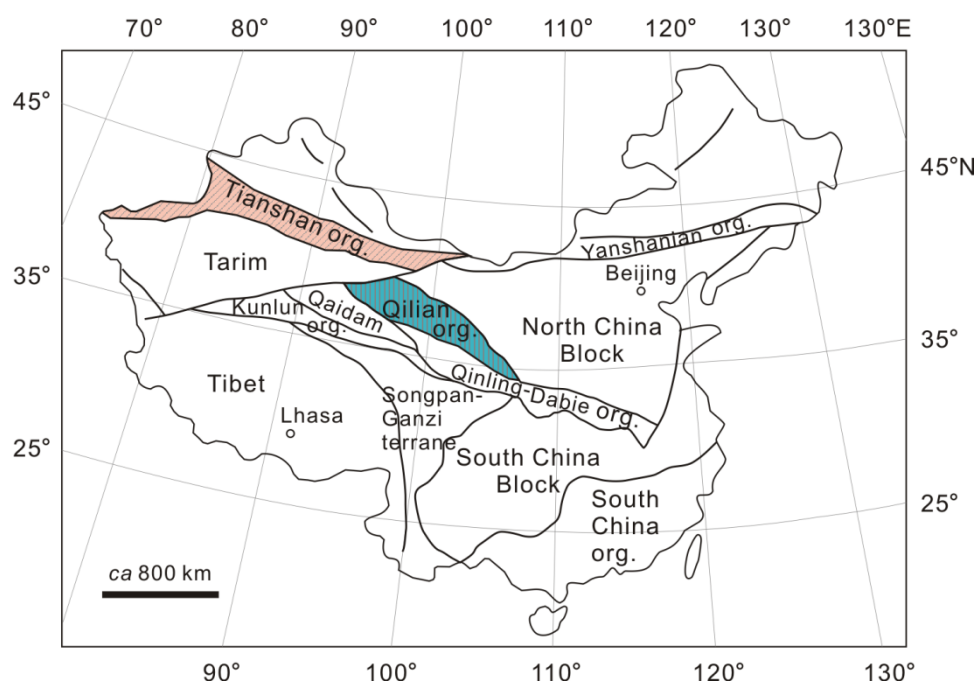 70° 80° 90° 100° 110° 120° 130° 130°E
45°
35°
25°
45°N
35°
25°
Tianshan org.
Yanshanian org.
Tarim
Beijing
Qilian
org.
Qaidam
Kunlun
org.
North China
Block
Tibet
Qinling-Dabie org.
Songpan-
Ganzi
terrane
Lhasa
South China
Block
South
China
org.
ca 800 km
90° 100° 110° 120° 130°